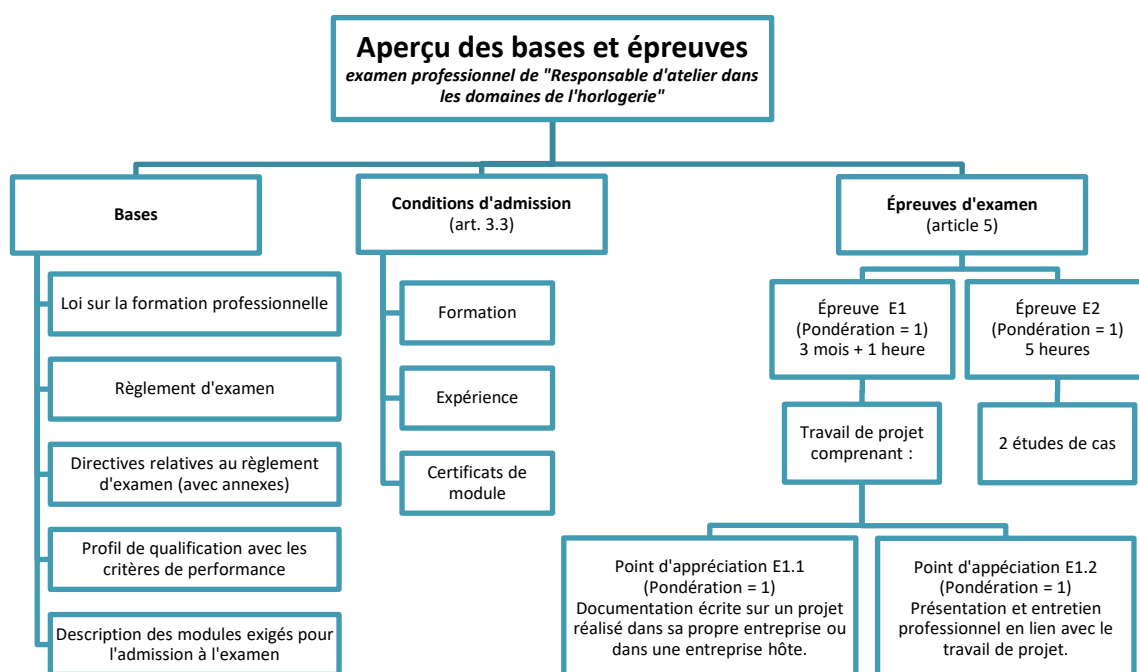 Aperçu des bases et épreuves
examen professionnel de "Responsable d'atelier dans
les domaines de l'horlogerie"
Bases
Loi sur la formation professionnelle
Règlement d'examen
Directives relatives au règlement
d'examen (avec annexes)
Profil de qualification avec les
critères de performance
Description des modules exigés pour
l'admission à l'examen
Conditions d'admission
(art. 3.3)
Formation
Expérience
Certificats de
module
Épreuves d'examen
(article 5)
Épreuve E1
(Pondération = 1)
3 mois + 1 heure
Travail de projet
comprenant :
Point d'appréciation E1.1
(Pondération = 1)
Documentation écrite sur un projet
réalisé dans sa propre entreprise ou
dans une entreprise hôte.
Point d'appéciation E1.2
(Pondération = 1)
Présentation et entretien
professionnel en lien avec le
travail de projet.
Épreuve E2
(Pondération = 1)
5 heures
2 études de cas